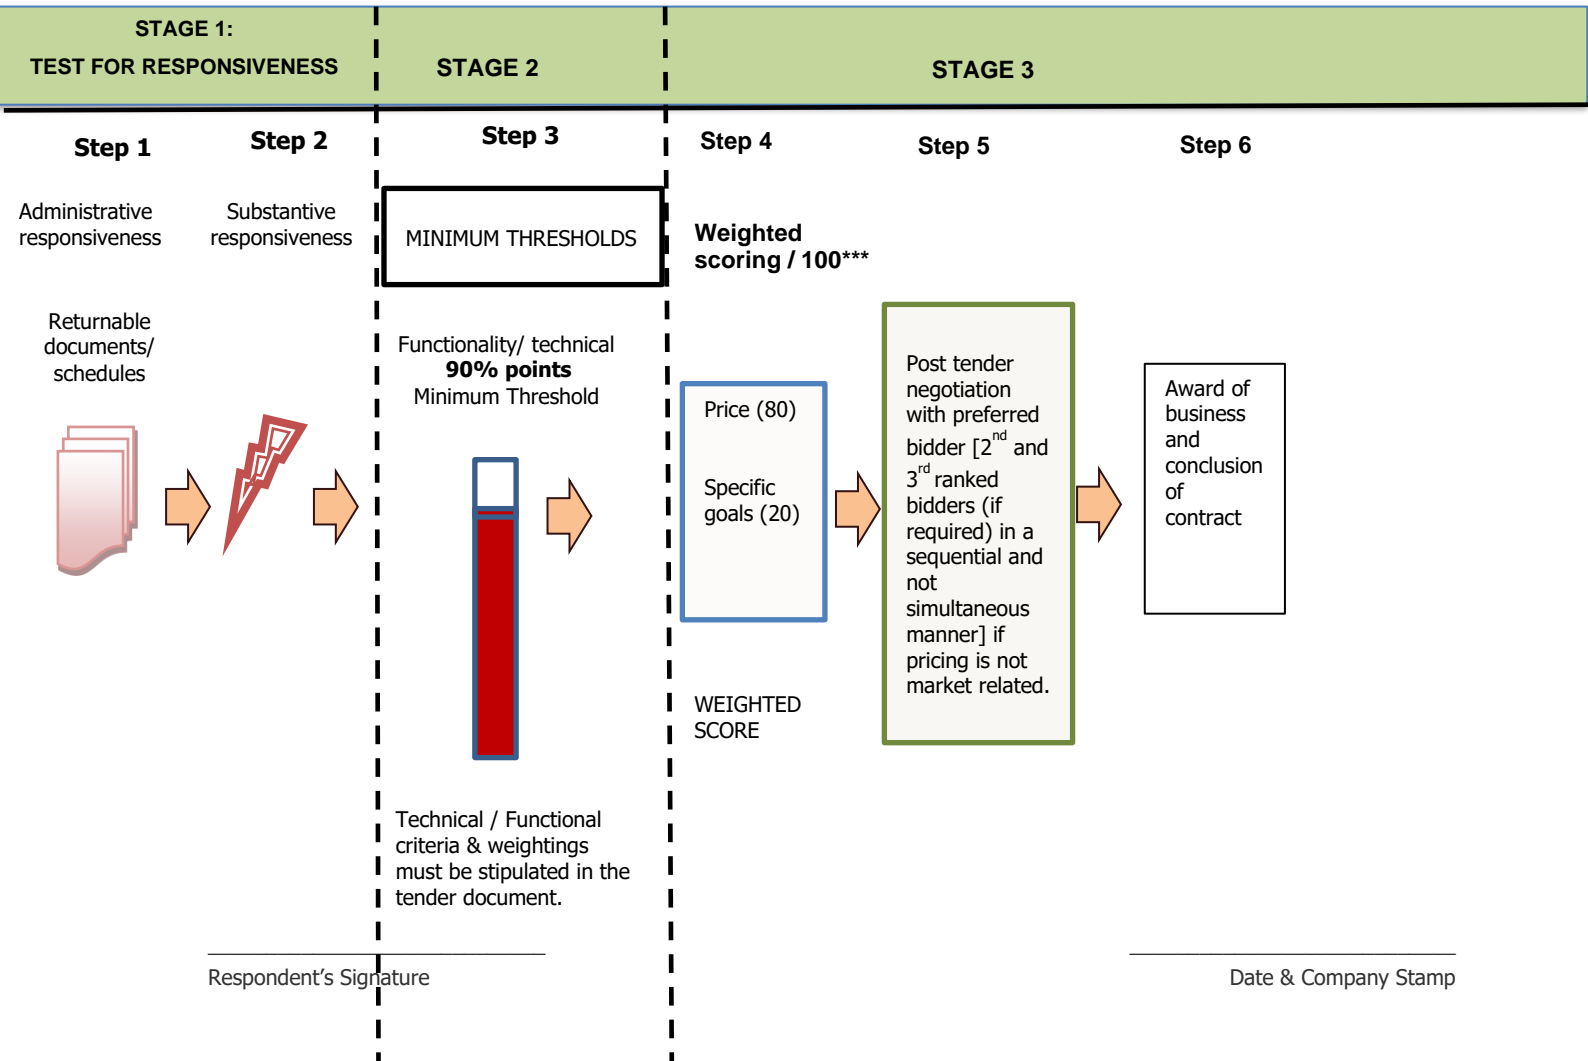 STAGE 1:
TEST FOR RESPONSIVENESS
STAGE 2
STAGE 3
Step 1
Step 2
Step 3
Step 4
Step 5
Step 6
Administrative
responsiveness
Substantive
responsiveness
MINIMUM THRESHOLDS
Weighted
scoring / 100***
Returnable
documents/
schedules
Functionality/ technical
90% points
Minimum Threshold
Price (80)
Specific
goals (20)
Post tender
negotiation
with preferred
bidder [2nd and
3rd ranked
bidders (if
required) in a
sequential and
not
simultaneous
manner] if
pricing is not
market related.
Award of
business
and
conclusion
of
contract
WEIGHTED
SCORE
Technical / Functional
criteria & weightings
must be stipulated in the
tender document.
Respondent’s Signature
Date & Company Stamp